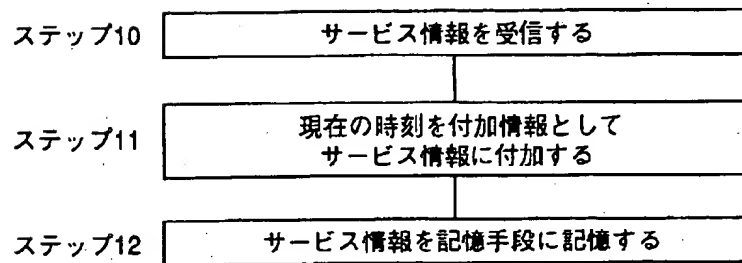 ステップ10
サービス情報を受信する
ステップ11
現在の時刻を付加情報として
サービス情報に付加する
ステップ12
サービス情報を記憶手段に記憶する